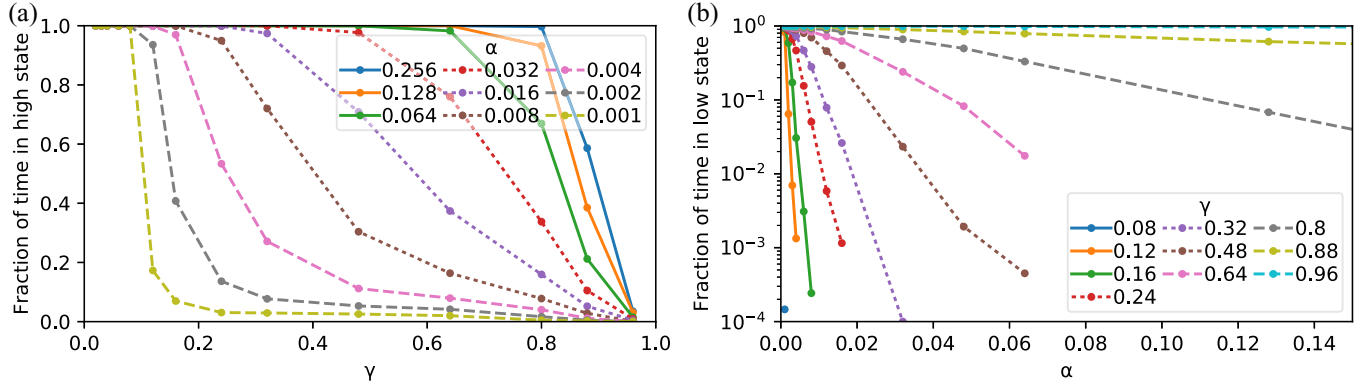 (a)
Fraction of time in high state
1.0
0.8
0.6
0.4
0.2
0.0
0.0 0.2 0.4 0.6 0.8 1.0
γ
α
0.256 0.032 0.004
0.128 0.016 0.002
0.064 0.008 0.001
(b)
Fraction of time in low state
10⁰
10⁻¹
10⁻²
10⁻³
10⁻⁴
0.00 0.02 0.04 0.06 0.08 0.10 0.12 0.14
α
γ
0.08 0.32 0.8
0.12 0.48 0.88
0.16 0.64 0.96
0.24